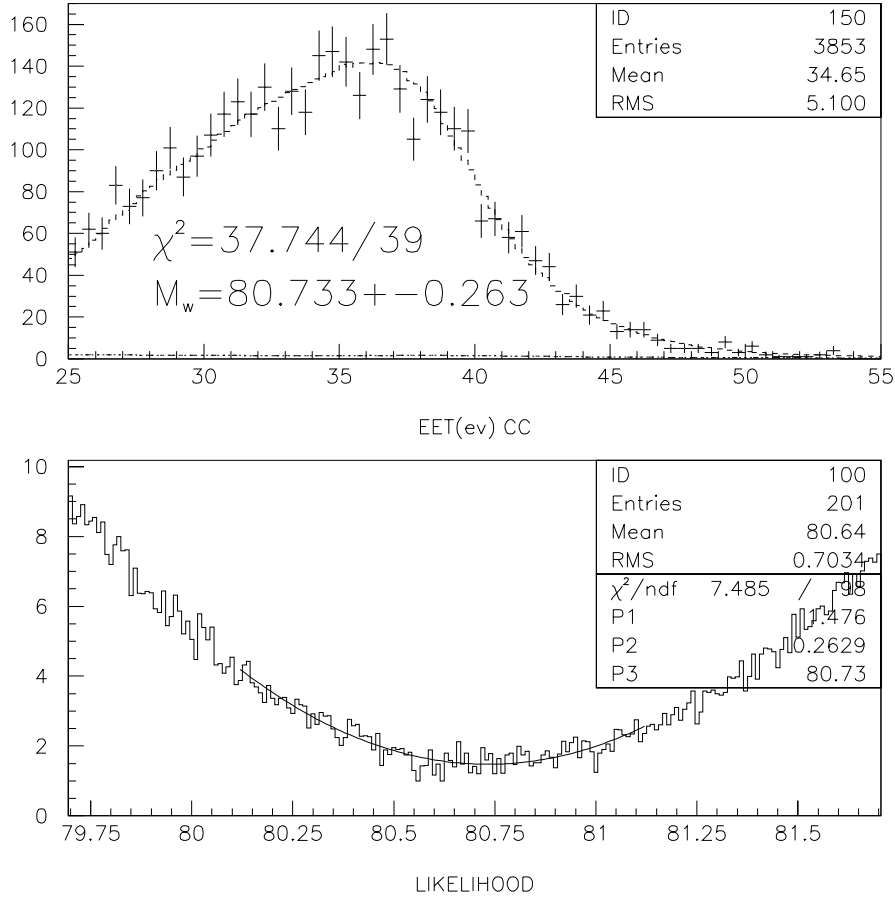 160
140
120
100
80
60
40
20
0
ID 150
Entries 3853
Mean 34.65
RMS 5.100
χ²=37.744/39
M_w=80.733+-0.263
25 30 35 40 45 50 55
EET(ev) CC
10
8
6
4
2
0
ID 100
Entries 201
Mean 80.64
RMS 0.7034
χ²/ndf 7.485 / 98
P1 1.476
P2 0.2629
P3 80.73
79.75 80 80.25 80.5 80.75 81 81.25 81.5
LIKELIHOOD